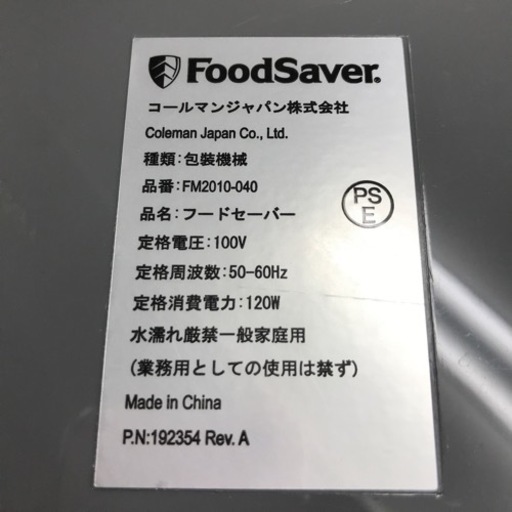 FoodSaver®
コールマンジャパン株式会社
Coleman Japan Co., Ltd.
種類:包装機械
品番:FM2010-040
PS
E
品名:フードセーバー
定格電圧:100V
定格周波数:50-60Hz
定格消費電力:120W
水濡れ厳禁一般家庭用
(業務用としての使用は禁ず)
Made in China
P.N:192354 Rev. A